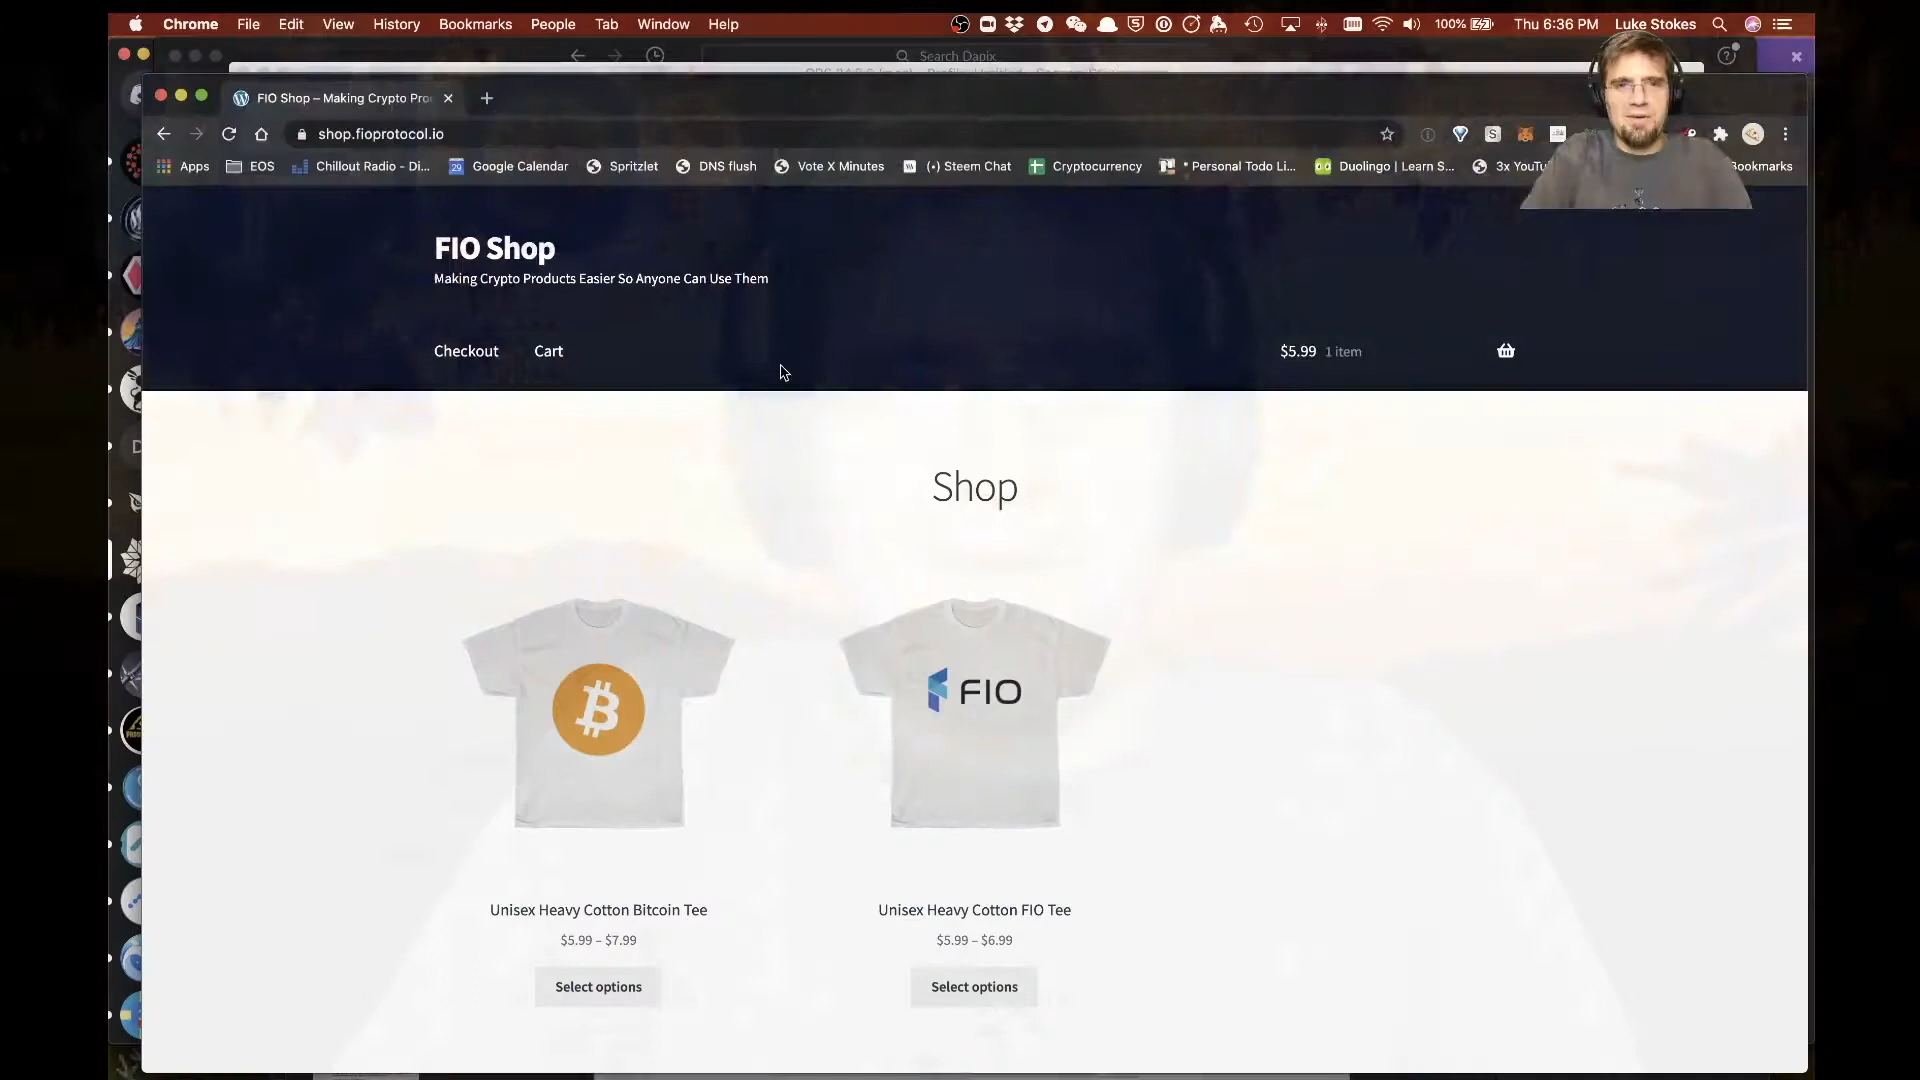 Chrome File Edit View History Bookmarks People Tab Window Help 100% Thu 6:36 PM Luke Stokes
Search Dapix
FIO Shop – Making Crypto Pro
shop.fioprotocol.io
Apps EOS Chillout Radio - Di... Google Calendar Spritzlet DNS flush Vote X Minutes (•) Steem Chat Cryptocurrency * Personal Todo Li... Duolingo | Learn S... 3x YouTu Bookmarks
FIO Shop
Making Crypto Products Easier So Anyone Can Use Them
Checkout Cart $5.99 1 item
Shop
FIO
Unisex Heavy Cotton Bitcoin Tee
$5.99 – $7.99
Select options
Unisex Heavy Cotton FIO Tee
$5.99 – $6.99
Select options